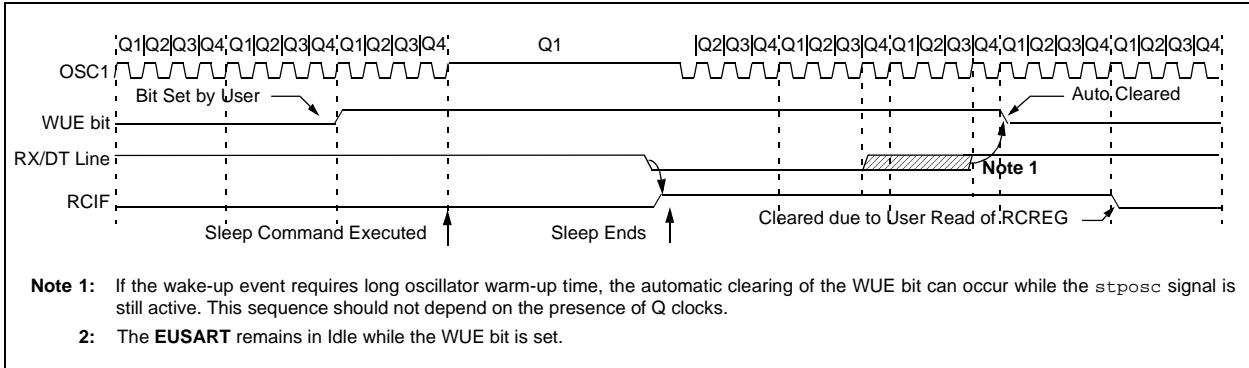 Q1 Q2 Q3 Q4 Q1 Q2 Q3 Q4 Q1 Q2 Q3 Q4 Q1 Q2 Q3 Q4 Q1 Q2 Q3 Q4 Q1 Q2 Q3 Q4 Q1 Q2 Q3 Q4 Q1 Q2 Q3 Q4
OSC1
Bit Set by User
Auto Cleared
WUE bit
RX/DT Line
Note 1
RCIF
Cleared due to User Read of RCREG
Sleep Command Executed
Sleep Ends
Note 1: If the wake-up event requires long oscillator warm-up time, the automatic clearing of the WUE bit can occur while the stposc signal is
still active. This sequence should not depend on the presence of Q clocks.
2: The EUSART remains in Idle while the WUE bit is set.